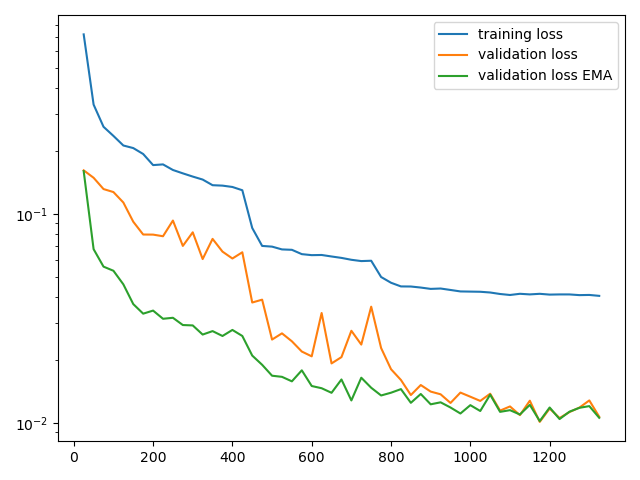 training loss
validation loss
validation loss EMA
10⁻¹
10⁻²
0 200 400 600 800 1000 1200